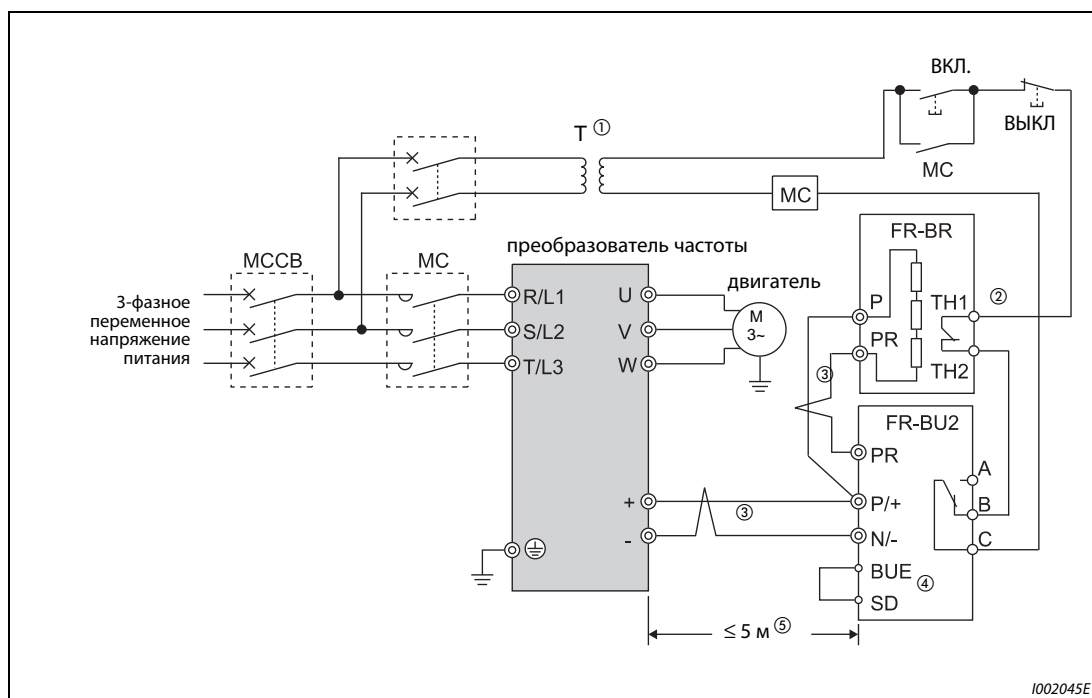 ВКЛ.
ВЫКЛ
T ①
MC
MC
FR-BR
преобразователь частоты
MCCB
MC
двигатель
3-фазное
переменное
напряжение
питания
R/L1
S/L2
T/L3
U
V
W
M
3~
P
PR
TH1
②
TH2
③
FR-BU2
PR
A
P/+
B
N/-
C
+
-
③
BUE
④
SD
≤ 5 м ⑤
I002045E